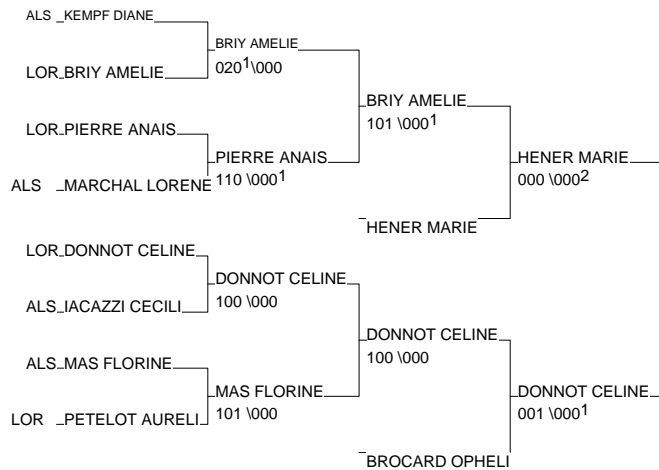 ALS KEMPF DIANE
BRIY AMELIE
020¹\000
LOR BRIY AMELIE
BRIY AMELIE
101 \000¹
LOR PIERRE ANAIS
PIERRE ANAIS
110 \000¹
HENER MARIE
000 \000²
ALS MARCHAL LORENE
HENER MARIE
LOR DONNOT CELINE
DONNOT CELINE
100 \000
ALS IACAZZI CECILI
DONNOT CELINE
100 \000
ALS MAS FLORINE
MAS FLORINE
101 \000
DONNOT CELINE
001 \000¹
LOR PETELOT AURELI
BROCARD OPHELI